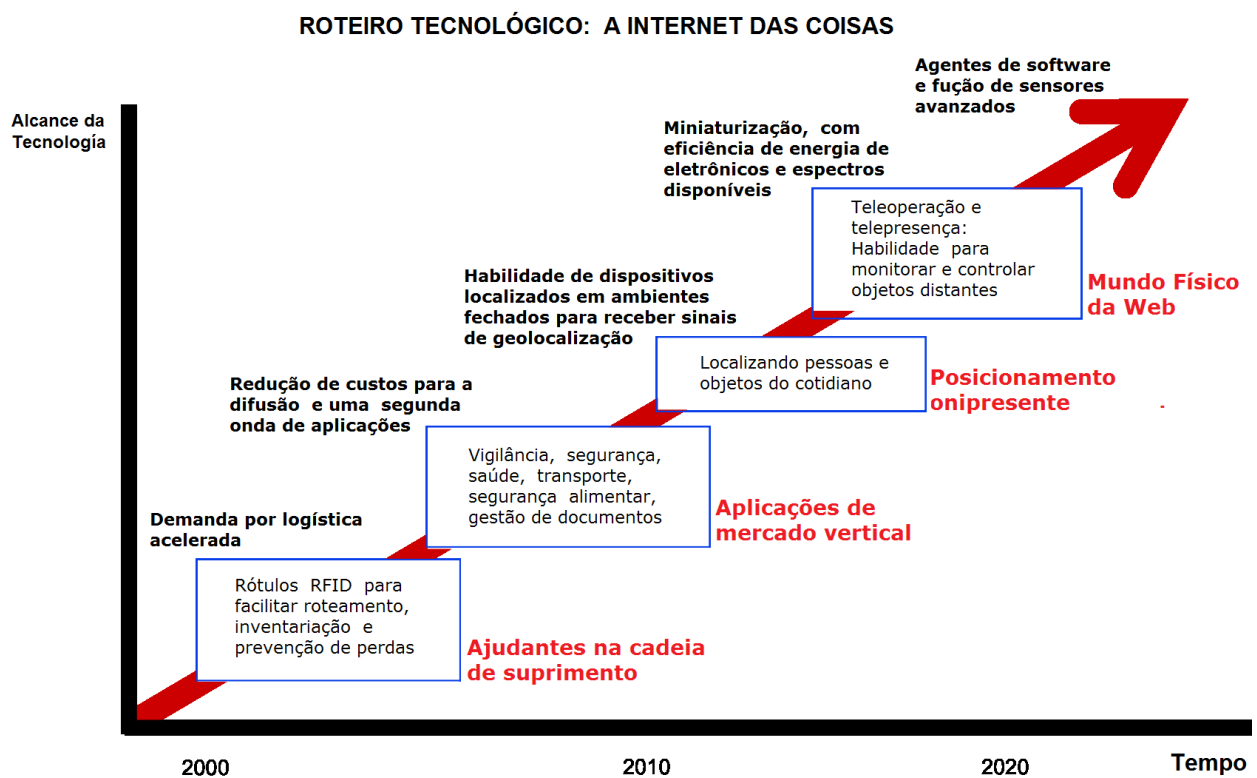 ROTEIRO TECNOLÓGICO: A INTERNET DAS COISAS
Alcance da
Tecnología
Agentes de software
e fução de sensores
avanzados
Miniaturização, com
eficiência de energia de
eletrônicos e espectros
disponíveis
Teleoperação e
telepresença:
Habilidade para
monitorar e controlar
objetos distantes
Mundo Físico
da Web
Habilidade de dispositivos
localizados em ambientes
fechados para receber sinais
de geolocalização
Localizando pessoas e
objetos do cotidiano
Posicionamento
onipresente
Redução de custos para a
difusão e uma segunda
onda de aplicações
Vigilância, segurança,
saúde, transporte,
segurança alimentar,
gestão de documentos
Aplicações de
mercado vertical
Demanda por logística
acelerada
Rótulos RFID para
facilitar roteamento,
inventariação e
prevenção de perdas
Ajudantes na cadeia
de suprimento
2000
2010
2020
Tempo